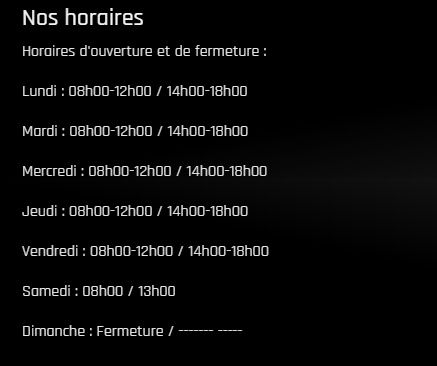 Nos horaires
Horaires d'ouverture et de fermeture :
Lundi : 08h00-12h00 / 14h00-18h00
Mardi : 08h00-12h00 / 14h00-18h00
Mercredi : 08h00-12h00 / 14h00-18h00
Jeudi : 08h00-12h00 / 14h00-18h00
Vendredi : 08h00-12h00 / 14h00-18h00
Samedi : 08h00 / 13h00
Dimanche : Fermeture / ------- -----